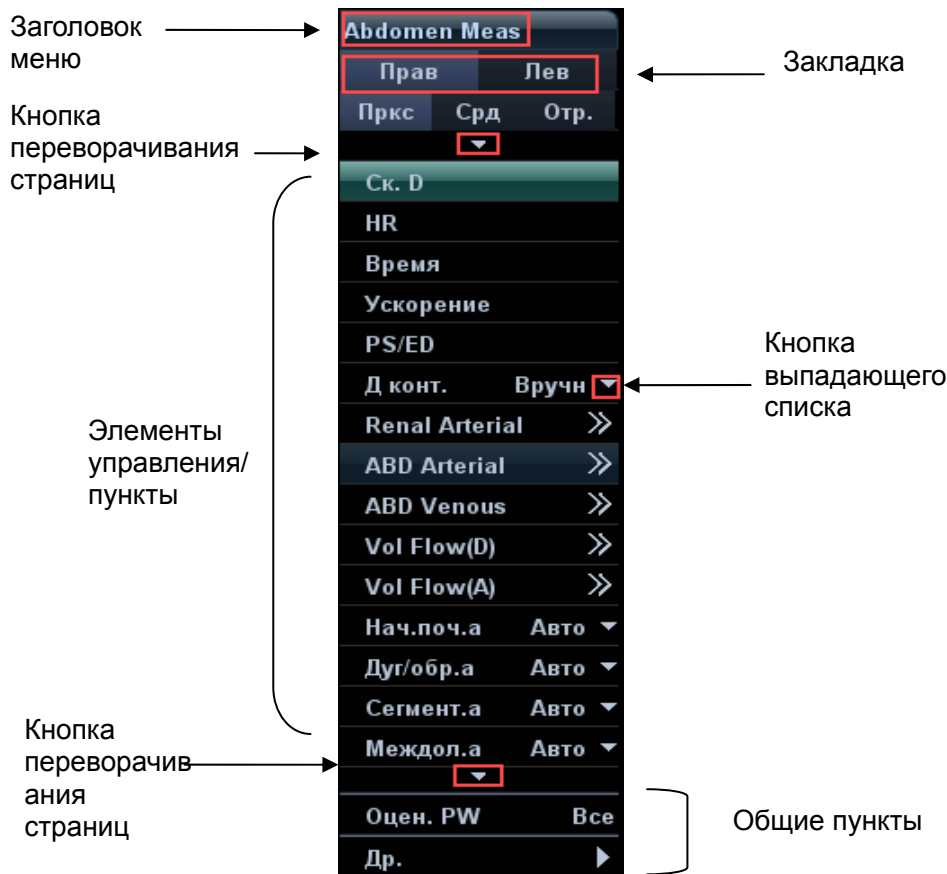 Заголовок
меню
Abdomen Meas
Прав Лев
Закладка
Пркс Срд Отр.
Кнопка
переворачивания
страниц
Ск. D
HR
Время
Ускорение
PS/ED
Д конт. Вручн
Кнопка
выпадающего
списка
Renal Arterial
ABD Arterial
ABD Venous
Vol Flow(D)
Vol Flow(A)
Элементы
управления/
пункты
Нач.поч.а Авто
Дуг/обр.а Авто
Сегмент.а Авто
Междол.а Авто
Кнопка
переворачив
ания
страниц
Оцен. PW Все
Др.
Общие пункты